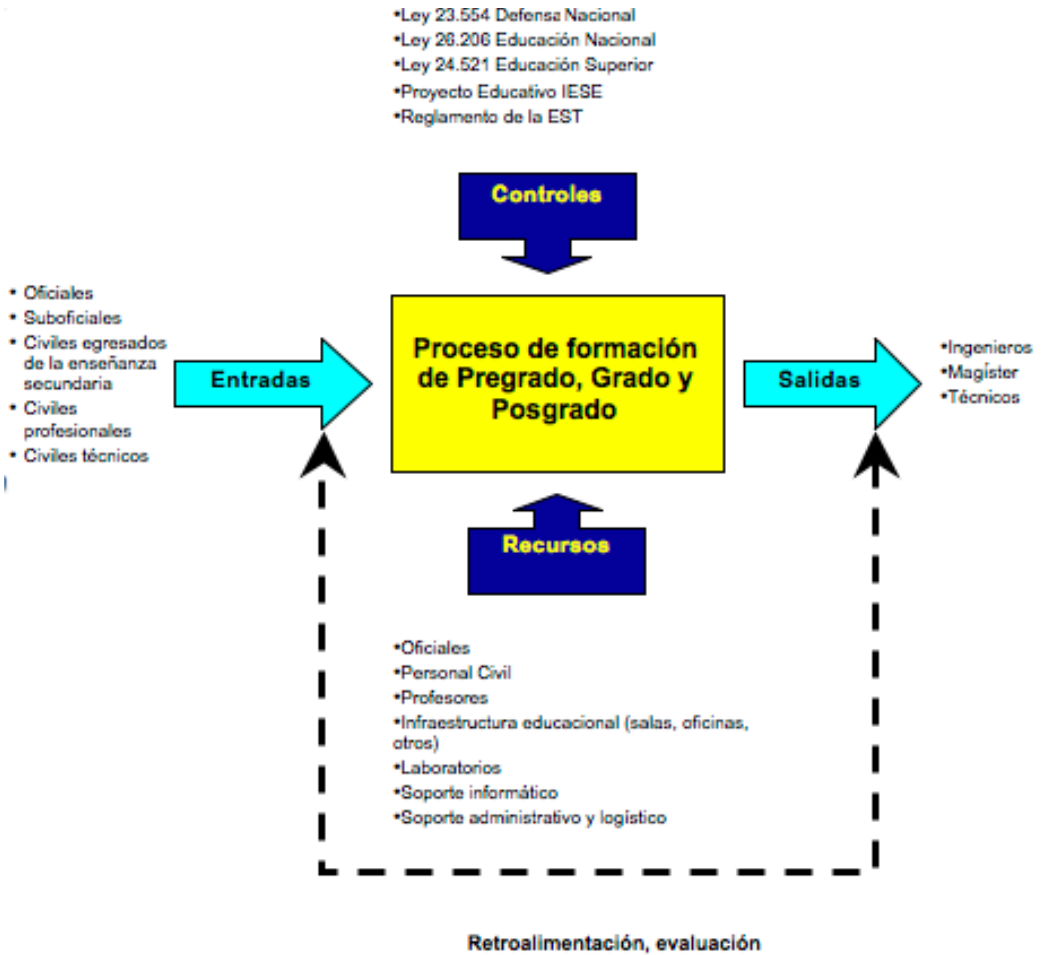 •Ley 23.554 Defensa Nacional
•Ley 26.206 Educación Nacional
•Ley 24.521 Educación Superior
•Proyecto Educativo IESE
•Reglamento de la EST
Controles
• Oficiales
• Suboficiales
• Civiles egresados
de la enseñanza
secundaria
• Civiles
profesionales
• Civiles técnicos
Entradas
Proceso de formación
de Pregrado, Grado y
Posgrado
Salidas
•Ingenieros
•Magíster
•Técnicos
Recursos
•Oficiales
•Personal Civil
•Profesores
•Infraestructura educacional (salas, oficinas,
otros)
•Laboratorios
•Soporte informático
•Soporte administrativo y logístico
Retroalimentación, evaluación